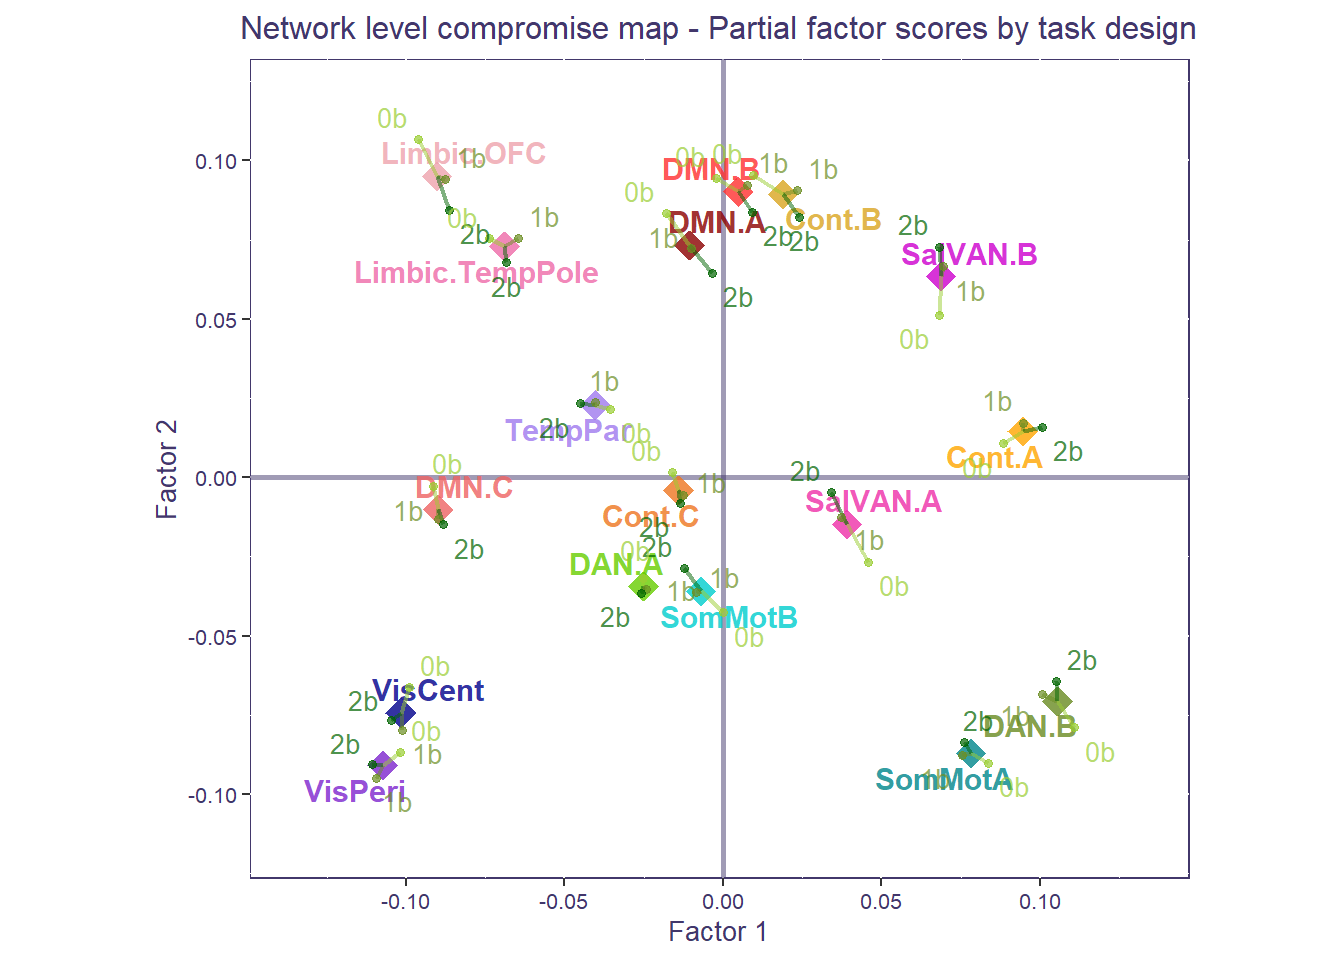 Network level compromise map - Partial factor scores by task design
0b
Limbic.OFC
1b
0b
0b
DMN.B
1b
1b
0b
0b
1b
DMN.A
Cont.B
2b
1b
2b
2b
2b
SalVAN.B
Limbic.TempPole
2b
2b
1b
0b
1b
1b
2b
TempPar
0b
0b
Cont.A
2b
0b
0b
2b
DMN.C
1b
SalVAN.A
1b
Cont.C
2b
1b
2b
2b
0b
DAN.A
1b
1b
0b
2b
SomMotB
0b
0b
2b
VisCent
2b
0b
2b
1b
1b
2b
DAN.B
0b
VisPeri
1b
SomMotA
1b
0b
0.10
0.05
0.00
-0.05
-0.10
Factor 2
-0.10
-0.05
0.00
0.05
0.10
Factor 1